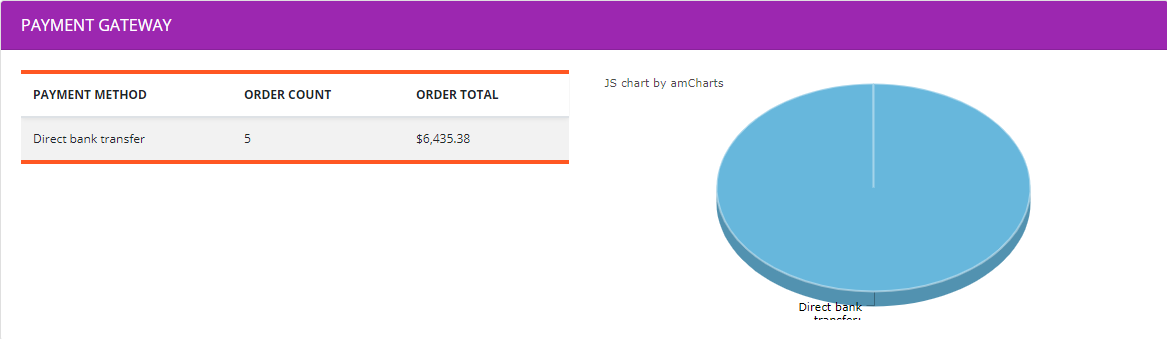 PAYMENT GATEWAY
PAYMENT METHOD ORDER COUNT ORDER TOTAL
Direct bank transfer 5 $6,435.38
JS chart by amCharts
Direct bank
transfer: